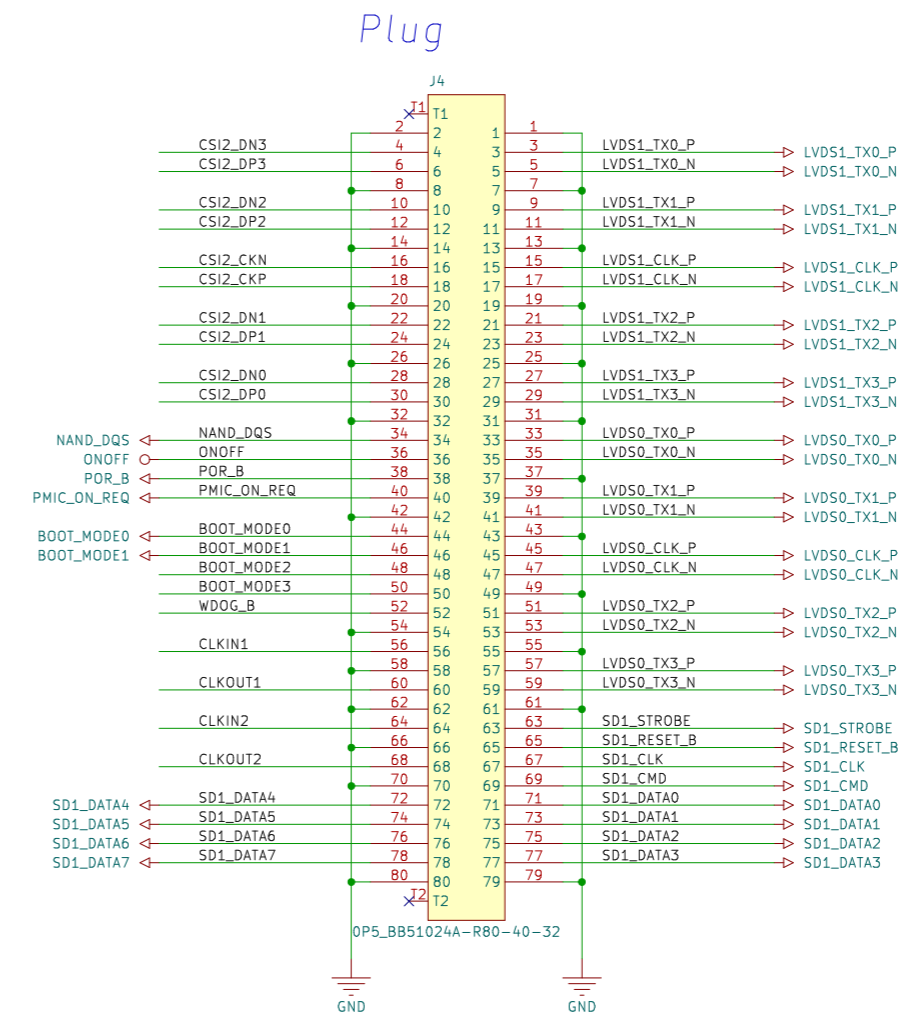 Plug
J4
T1 T1
2 2 1 1
CSI2_DN3 4 4 3 3 LVDS1_TX0_P LVDS1_TX0_P
CSI2_DP3 6 6 5 5 LVDS1_TX0_N LVDS1_TX0_N
8 8 7 7
CSI2_DN2 10 10 9 9 LVDS1_TX1_P LVDS1_TX1_P
CSI2_DP2 12 12 11 11 LVDS1_TX1_N LVDS1_TX1_N
14 14 13 13
CSI2_CKN 16 16 15 15 LVDS1_CLK_P LVDS1_CLK_P
CSI2_CKP 18 18 17 17 LVDS1_CLK_N LVDS1_CLK_N
20 20 19 19
CSI2_DN1 22 22 21 21 LVDS1_TX2_P LVDS1_TX2_P
CSI2_DP1 24 24 23 23 LVDS1_TX2_N LVDS1_TX2_N
26 26 25 25
CSI2_DN0 28 28 27 27 LVDS1_TX3_P LVDS1_TX3_P
CSI2_DP0 30 30 29 29 LVDS1_TX3_N LVDS1_TX3_N
32 32 31 31
NAND_DQS NAND_DQS 34 34 33 33 LVDS0_TX0_P LVDS0_TX0_P
ONOFF ONOFF 36 36 35 35 LVDS0_TX0_N LVDS0_TX0_N
POR_B POR_B 38 38 37 37
PMIC_ON_REQ PMIC_ON_REQ 40 40 39 39 LVDS0_TX1_P LVDS0_TX1_P
42 42 41 41 LVDS0_TX1_N LVDS0_TX1_N
BOOT_MODE0 BOOT_MODE0 44 44 43 43
BOOT_MODE1 BOOT_MODE1 46 46 45 45 LVDS0_CLK_P LVDS0_CLK_P
BOOT_MODE2 48 48 47 47 LVDS0_CLK_N LVDS0_CLK_N
BOOT_MODE3 50 50 49 49
WDOG_B 52 52 51 51 LVDS0_TX2_P LVDS0_TX2_P
54 54 53 53 LVDS0_TX2_N LVDS0_TX2_N
CLKIN1 56 56 55 55
58 58 57 57 LVDS0_TX3_P LVDS0_TX3_P
CLKOUT1 60 60 59 59 LVDS0_TX3_N LVDS0_TX3_N
62 62 61 61
CLKIN2 64 64 63 63 SD1_STROBE SD1_STROBE
66 66 65 65 SD1_RESET_B SD1_RESET_B
CLKOUT2 68 68 67 67 SD1_CLK SD1_CLK
70 70 69 69 SD1_CMD SD1_CMD
SD1_DATA4 SD1_DATA4 72 72 71 71 SD1_DATA0 SD1_DATA0
SD1_DATA5 SD1_DATA5 74 74 73 73 SD1_DATA1 SD1_DATA1
SD1_DATA6 SD1_DATA6 76 76 75 75 SD1_DATA2 SD1_DATA2
SD1_DATA7 SD1_DATA7 78 78 77 77 SD1_DATA3 SD1_DATA3
80 80 79 79
T2 T2
0P5_BB51024A-R80-40-32
GND GND